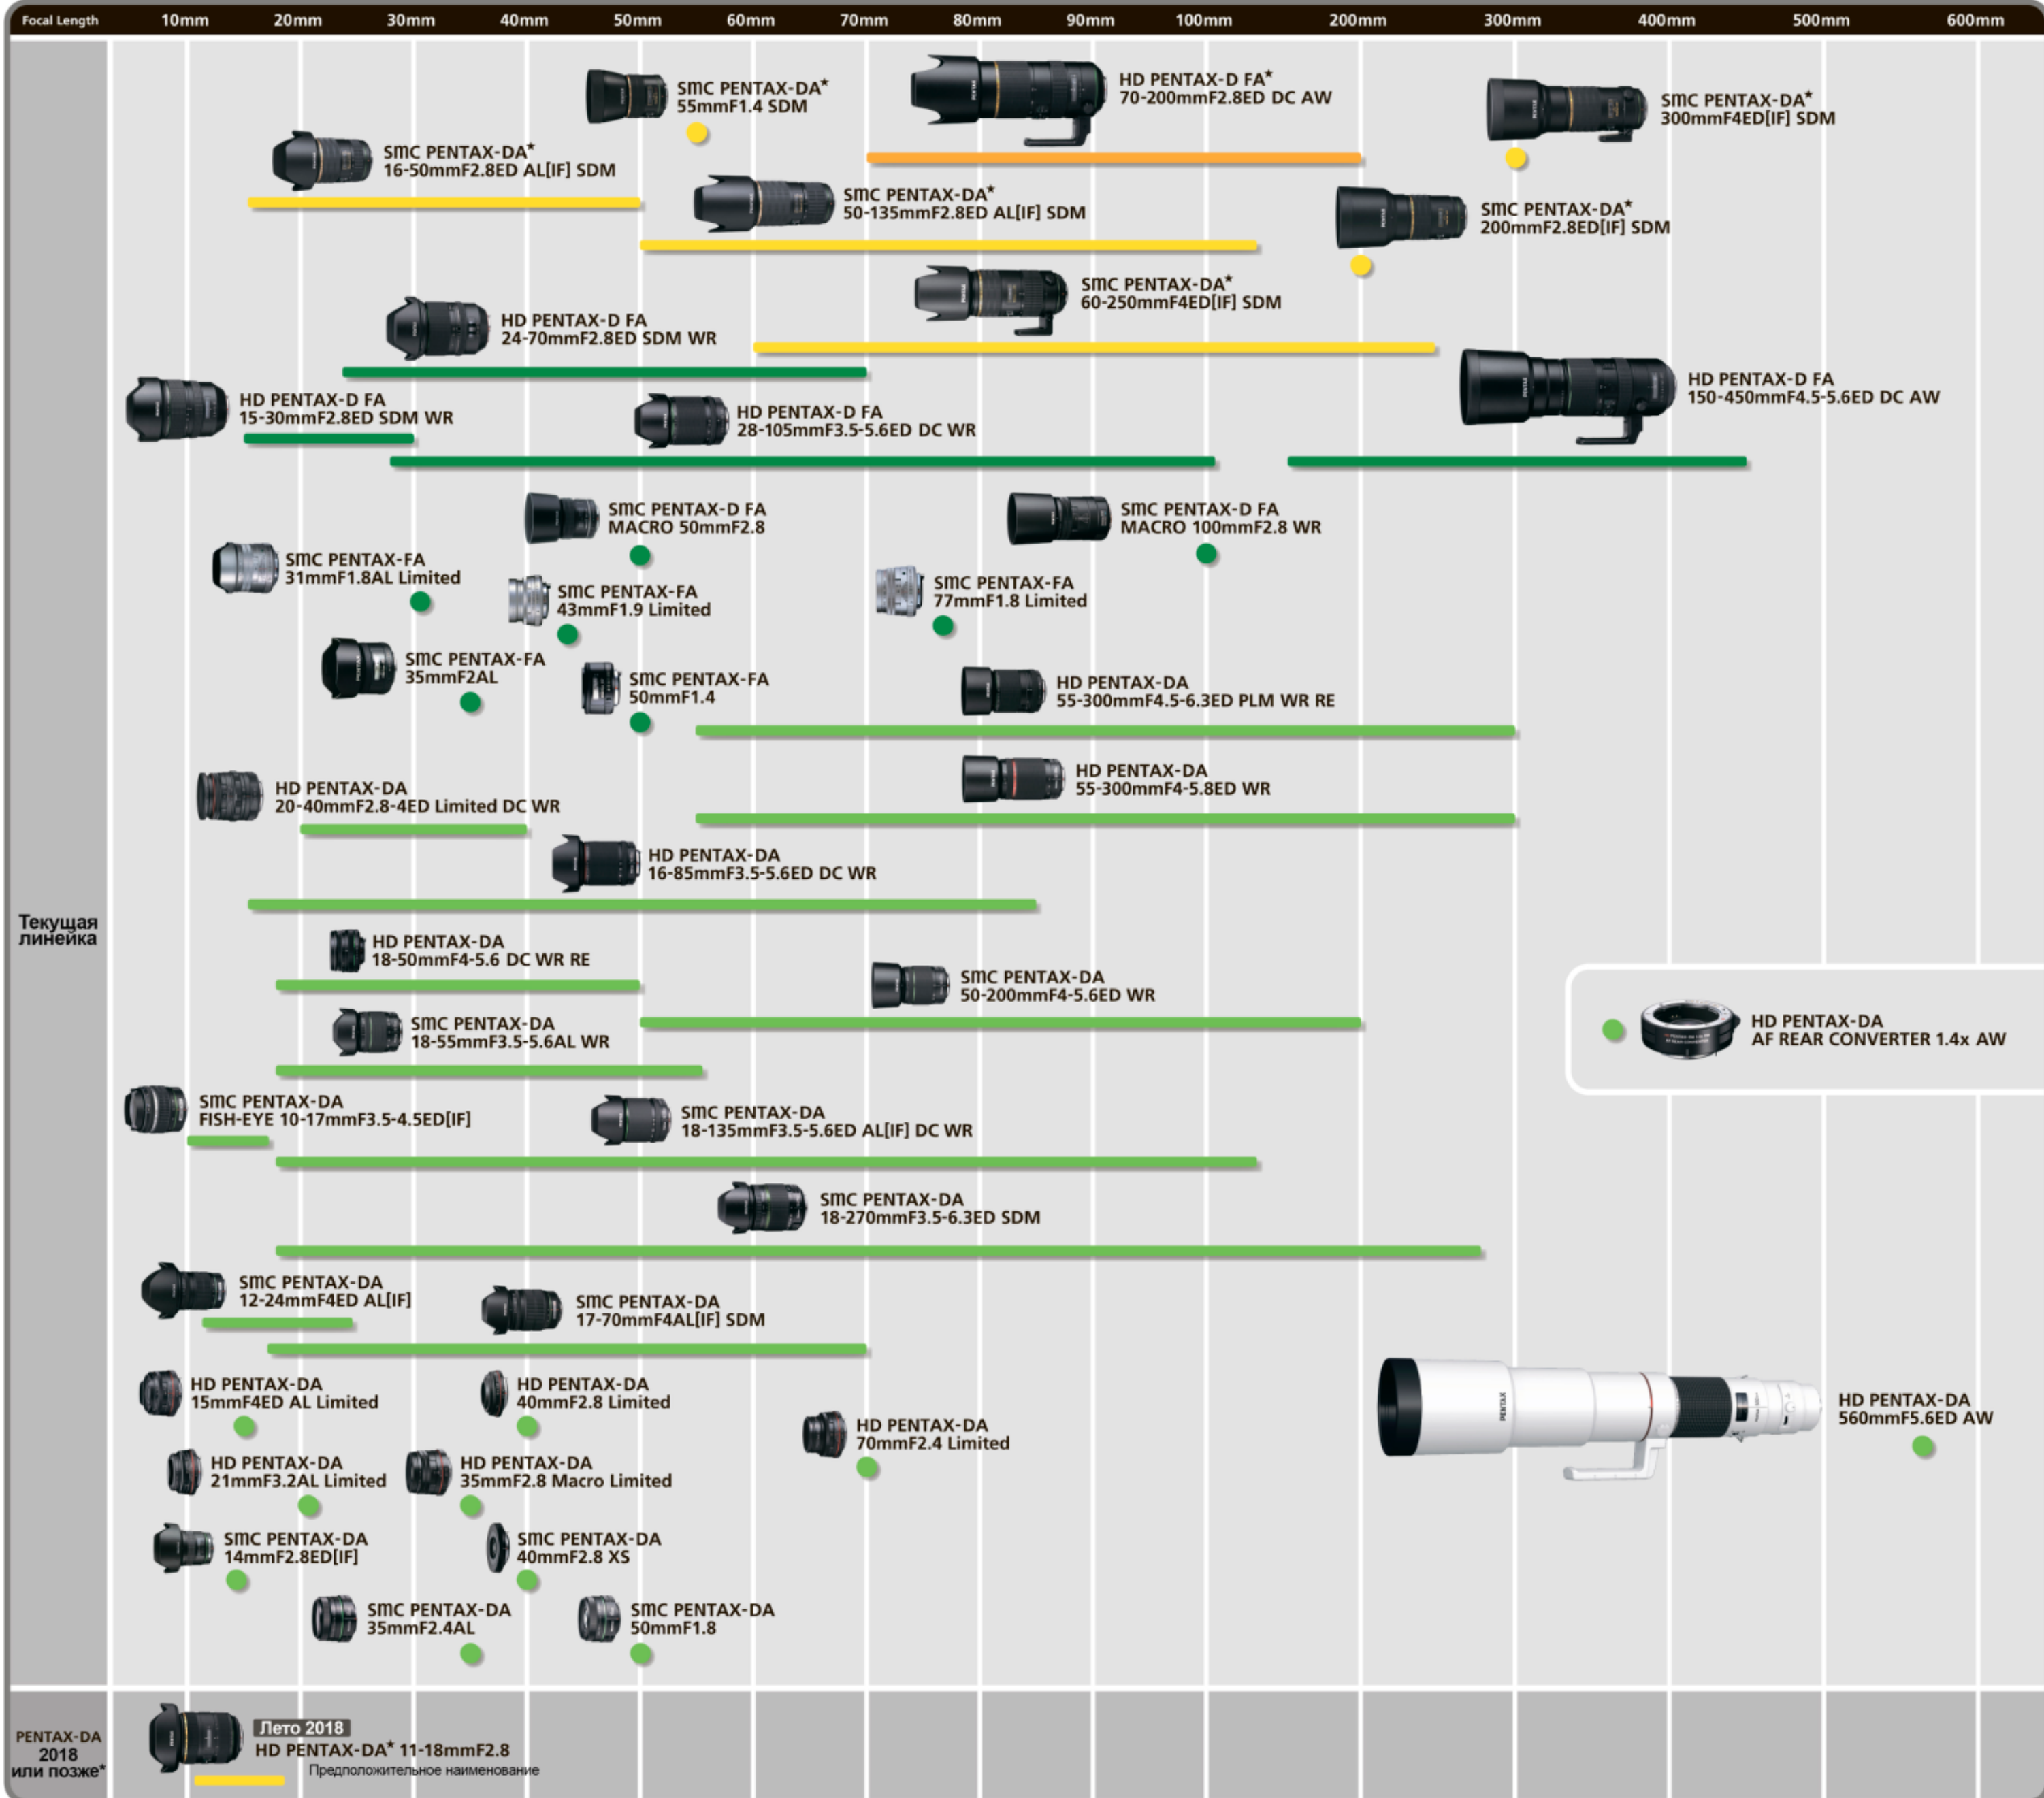 Focal Length 10mm 20mm 30mm 40mm 50mm 60mm 70mm 80mm 90mm 100mm 200mm 300mm 400mm 500mm 600mm
SMC PENTAX-DA★
55mmF1.4 SDM
HD PENTAX-D FA★
70-200mmF2.8ED DC AW
SMC PENTAX-DA★
300mmF4ED[IF] SDM
SMC PENTAX-DA★
16-50mmF2.8ED AL[IF] SDM
SMC PENTAX-DA★
50-135mmF2.8ED AL[IF] SDM
SMC PENTAX-DA★
200mmF2.8ED[IF] SDM
SMC PENTAX-DA★
60-250mmF4ED[IF] SDM
HD PENTAX-D FA
24-70mmF2.8ED SDM WR
HD PENTAX-D FA
15-30mmF2.8ED SDM WR
HD PENTAX-D FA
28-105mmF3.5-5.6ED DC WR
HD PENTAX-D FA
150-450mmF4.5-5.6ED DC AW
SMC PENTAX-D FA
MACRO 50mmF2.8
SMC PENTAX-D FA
MACRO 100mmF2.8 WR
SMC PENTAX-FA
31mmF1.8AL Limited
SMC PENTAX-FA
43mmF1.9 Limited
SMC PENTAX-FA
77mmF1.8 Limited
SMC PENTAX-FA
35mmF2AL
SMC PENTAX-FA
50mmF1.4
HD PENTAX-DA
55-300mmF4.5-6.3ED PLM WR RE
HD PENTAX-DA
20-40mmF2.8-4ED Limited DC WR
HD PENTAX-DA
55-300mmF4-5.8ED WR
HD PENTAX-DA
16-85mmF3.5-5.6ED DC WR
Текущая
линейка
HD PENTAX-DA
18-50mmF4-5.6 DC WR RE
SMC PENTAX-DA
50-200mmF4-5.6ED WR
HD PENTAX-DA
AF REAR CONVERTER 1.4x AW
SMC PENTAX-DA
18-55mmF3.5-5.6AL WR
SMC PENTAX-DA
FISH-EYE 10-17mmF3.5-4.5ED[IF]
SMC PENTAX-DA
18-135mmF3.5-5.6ED AL[IF] DC WR
SMC PENTAX-DA
18-270mmF3.5-6.3ED SDM
SMC PENTAX-DA
12-24mmF4ED AL[IF]
SMC PENTAX-DA
17-70mmF4AL[IF] SDM
HD PENTAX-DA
15mmF4ED AL Limited
HD PENTAX-DA
40mmF2.8 Limited
HD PENTAX-DA
70mmF2.4 Limited
PENTAX
HD PENTAX-DA
560mmF5.6ED AW
HD PENTAX-DA
21mmF3.2AL Limited
HD PENTAX-DA
35mmF2.8 Macro Limited
SMC PENTAX-DA
14mmF2.8ED[IF]
SMC PENTAX-DA
40mmF2.8 XS
SMC PENTAX-DA
35mmF2.4AL
SMC PENTAX-DA
50mmF1.8
PENTAX-DA
2018
или позже*
Лето 2018
HD PENTAX-DA★ 11-18mmF2.8
Предположительное наименование